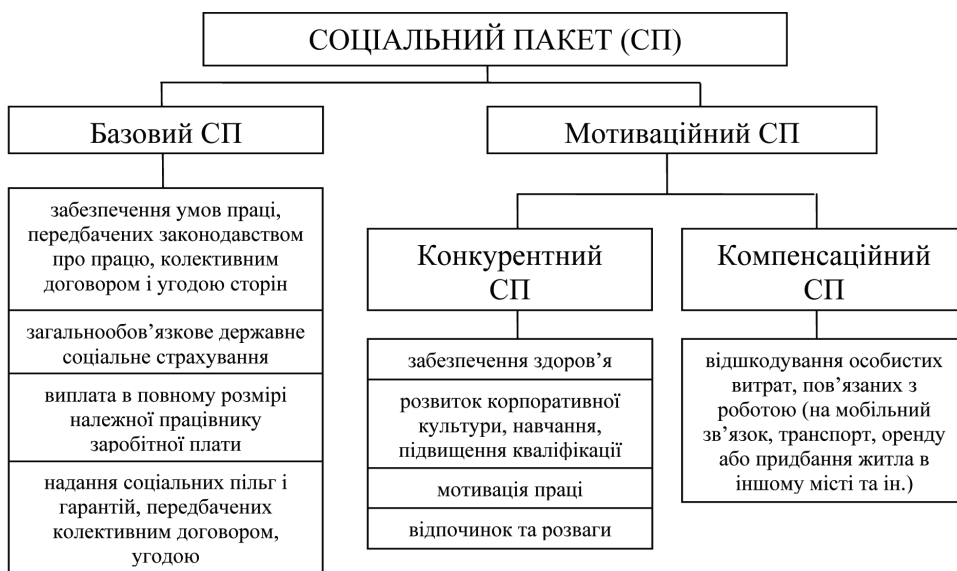 СОЦІАЛЬНИЙ ПАКЕТ (СП)
Базовий СП
забезпечення умов праці,
передбачених законодавством
про працю, колективним
договором і угодою сторін
загальнообов’язкове державне
соціальне страхування
виплата в повному розмірі
належної працівнику
заробітної плати
надання соціальних пільг і
гарантій, передбачених
колективним договором,
угодою
Мотиваційний СП
Конкурентний
СП
забезпечення здоров’я
розвиток корпоративної
культури, навчання,
підвищення кваліфікації
мотивація праці
відпочинок та розваги
Компенсаційний
СП
відшкодування особистих
витрат, пов’язаних з
роботою (на мобільний
зв’язок, транспорт, оренду
або придбання житла в
іншому місті та ін.)